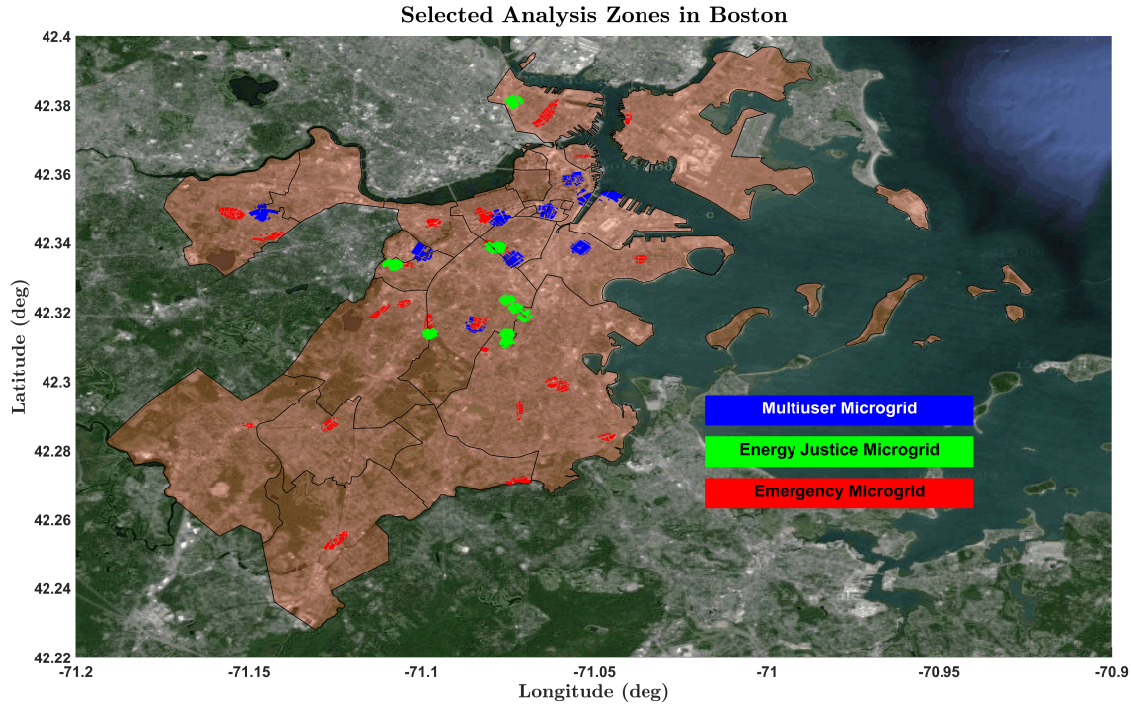 Selected Analysis Zones in Boston
42.4
42.38
42.36
42.34
42.32
42.3
42.28
42.26
42.24
42.22
Latitude (deg)
Multiuser Microgrid
Energy Justice Microgrid
Emergency Microgrid
-71.2 -71.15 -71.1 -71.05 -71 -70.95 -70.9
Longitude (deg)